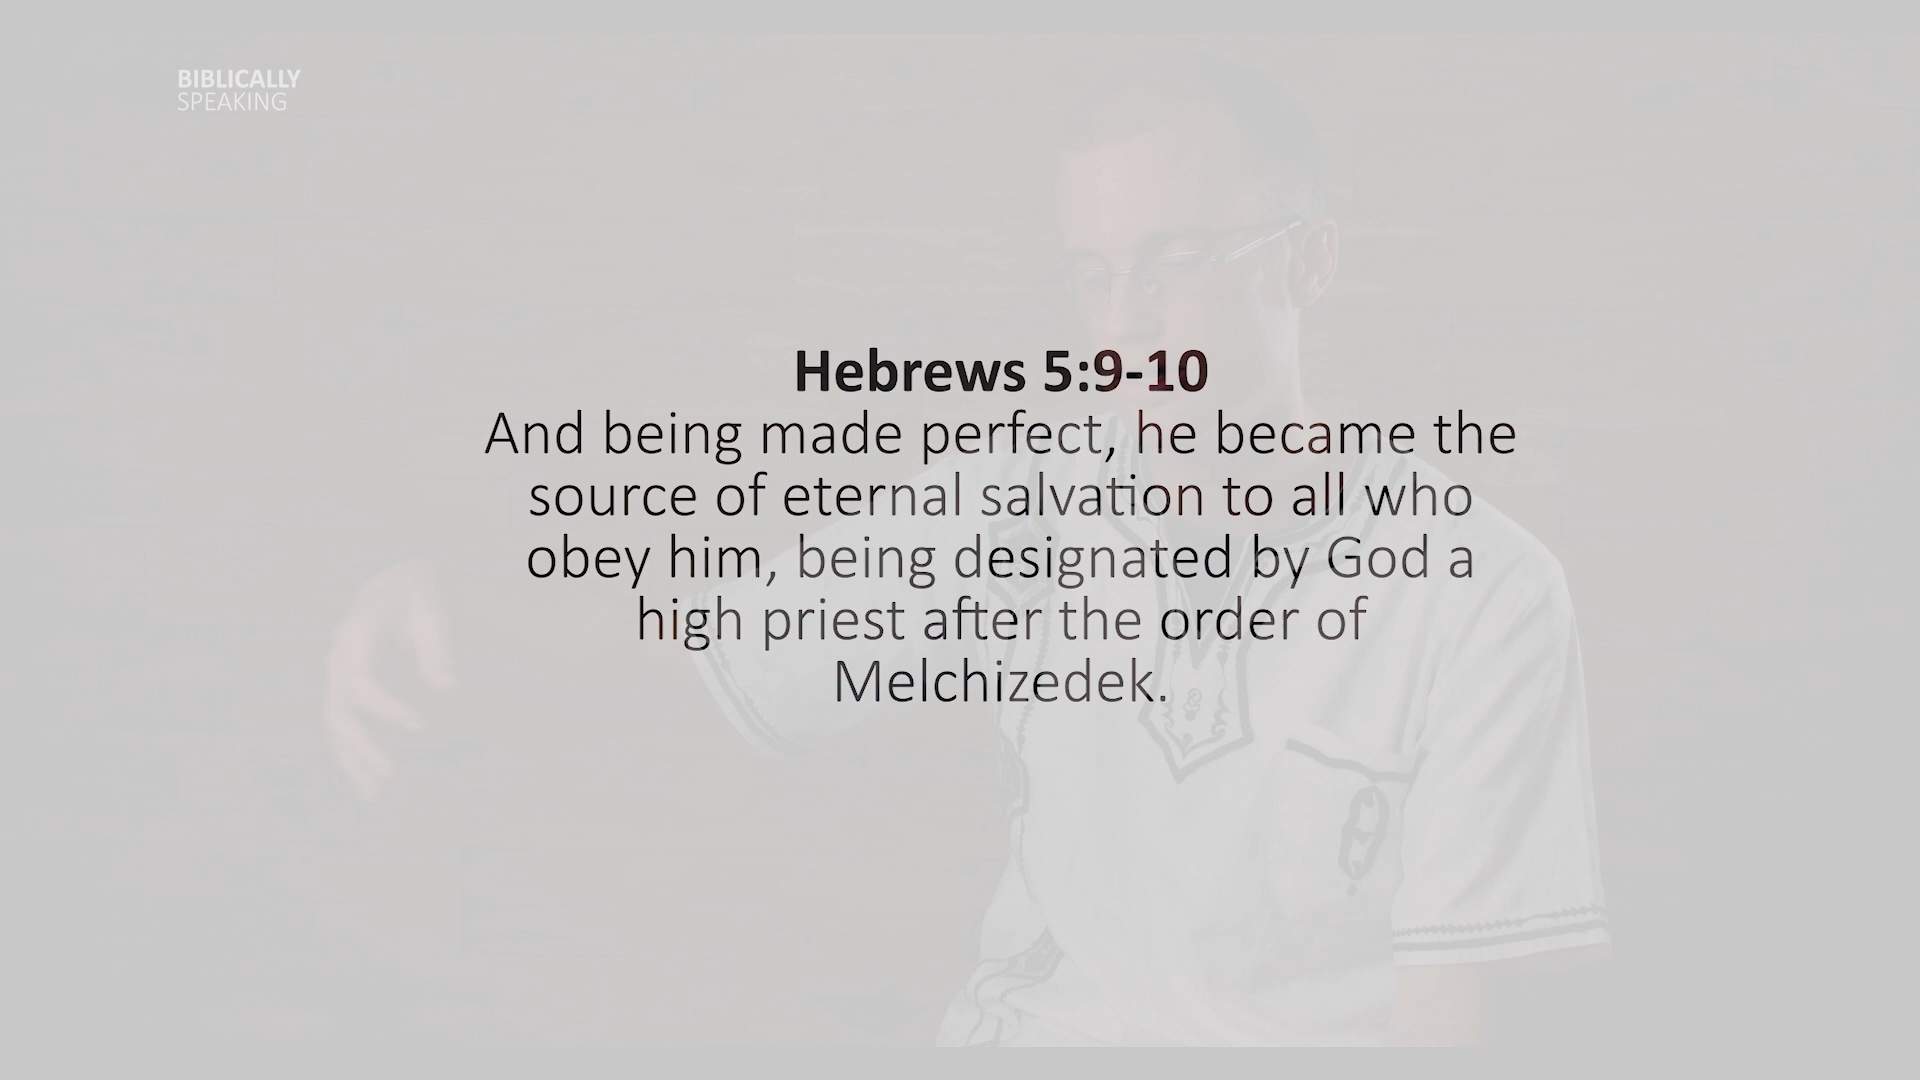 BIBLICALLY
SPEAKING
Hebrews 5:9-10
And being made perfect, he became the
source of eternal salvation to all who
obey him, being designated by God a
high priest after the order of
Melchizedek.